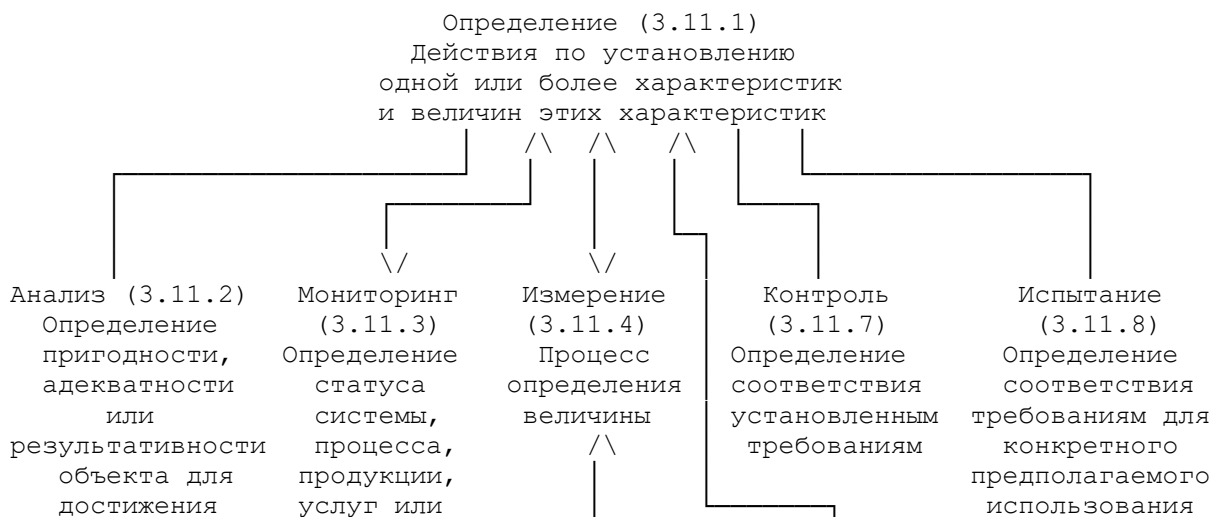 Определение (3.11.1)
Действия по установлению
одной или более характеристик
и величин этих характеристик
Анализ (3.11.2)
Определение
пригодности,
адекватности
или
результативности
объекта для
достижения
Мониторинг
(3.11.3)
Определение
статуса
системы,
процесса,
продукции,
услуг или
Измерение
(3.11.4)
Процесс
определения
величины
Контроль
(3.11.7)
Определение
соответствия
установленным
требованиям
Испытание
(3.11.8)
Определение
соответствия
требованиям для
конкретного
предполагаемого
использования